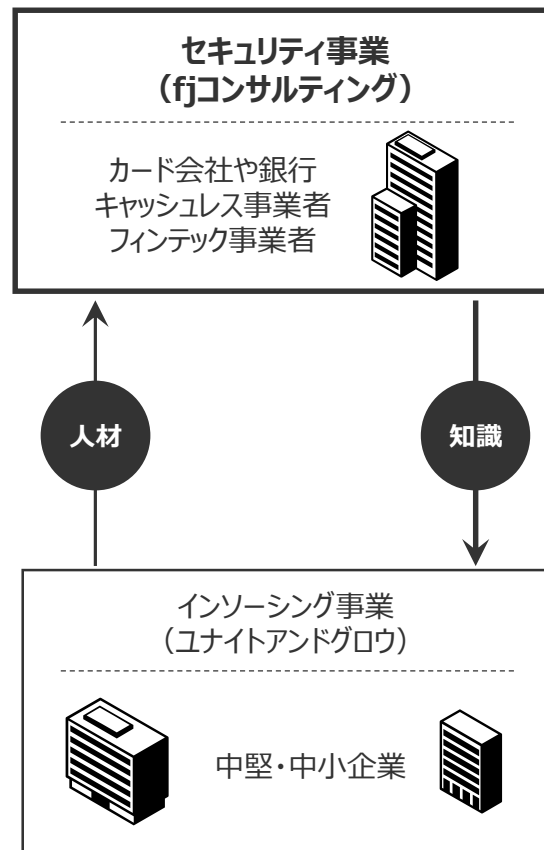 セキュリティ事業
（fjコンサルティング）
カード会社や銀行
キャッシュレス事業者
フィンテック事業者
人材
知識
インソーシング事業
（ユナイトアンドグロウ）
中堅・中小企業